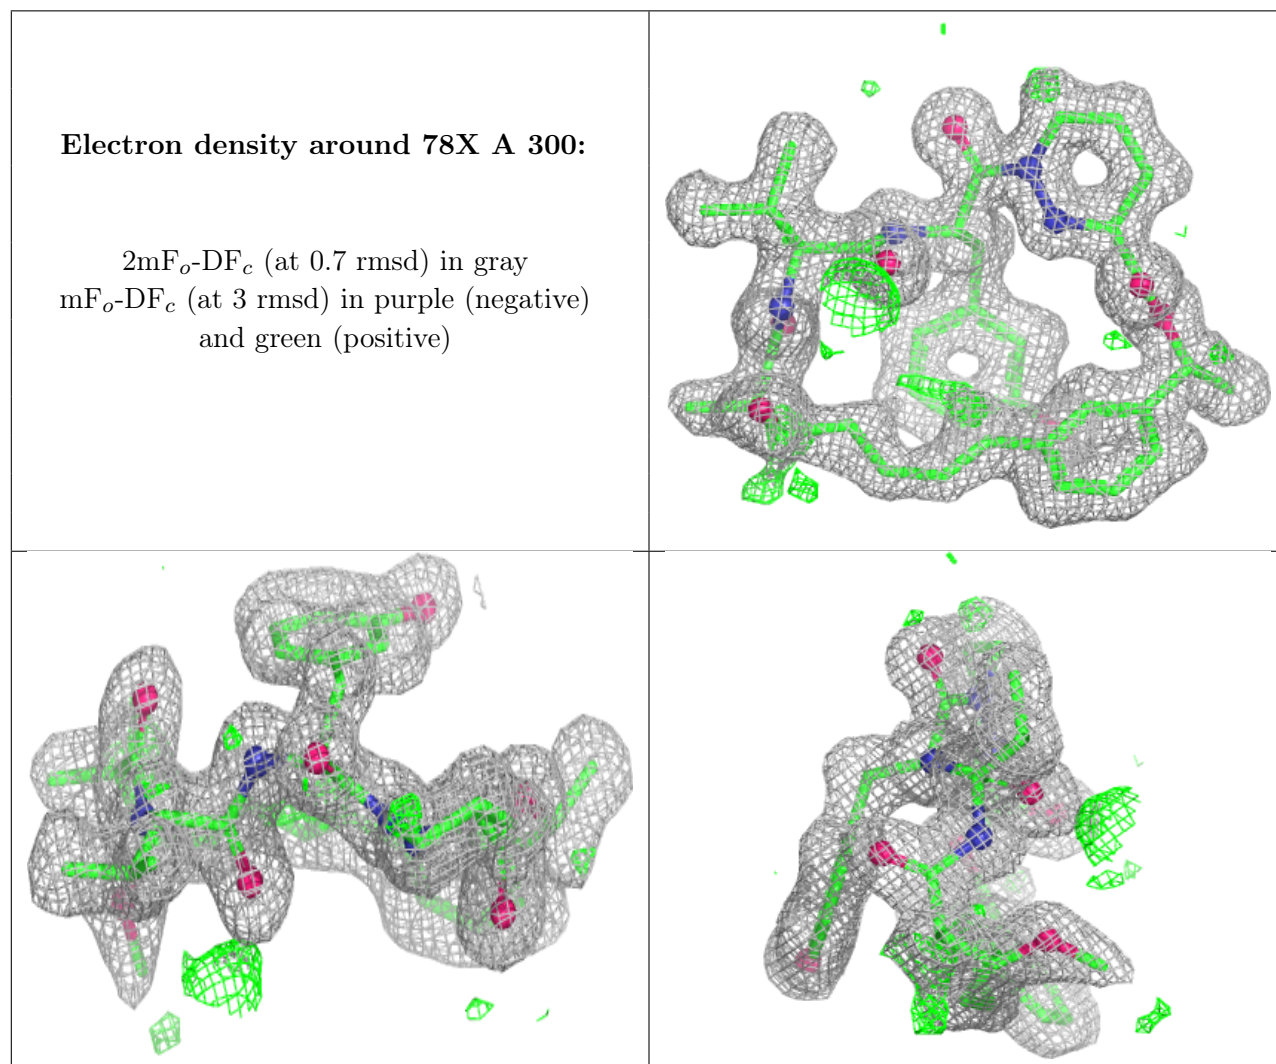 Electron density around 78X A 300:
2mFo-DFc (at 0.7 rmsd) in gray
mFo-DFc (at 3 rmsd) in purple (negative)
and green (positive)